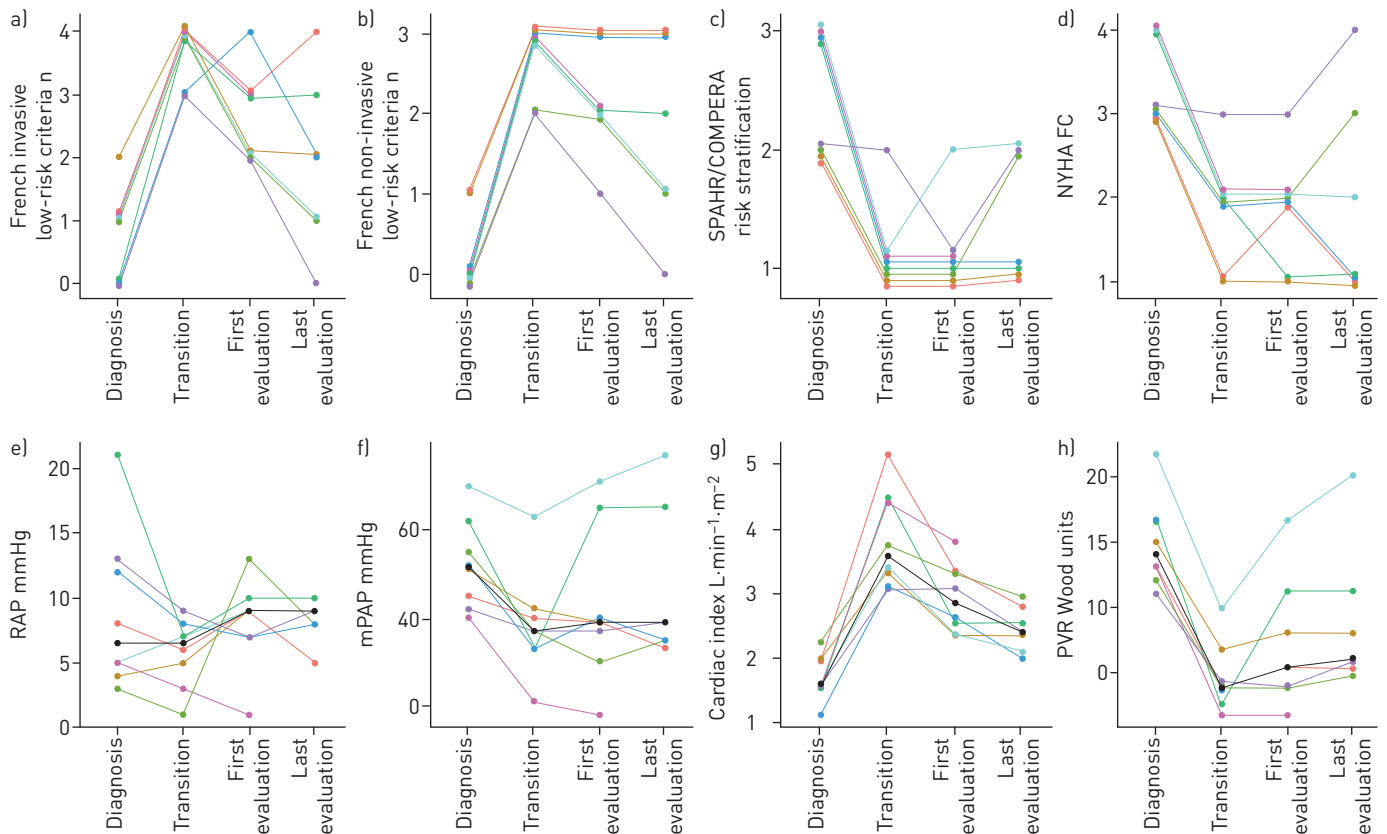 a)
French invasive
low-risk criteria n
4
3
2
1
0
Diagnosis
Transition
First
evaluation
Last
evaluation
b)
French non-invasive
low-risk criteria n
3
2
1
0
Diagnosis
Transition
First
evaluation
Last
evaluation
c)
SPAHR/COMPERA
risk stratification
3
2
1
Diagnosis
Transition
First
evaluation
Last
evaluation
d)
NYHA FC
4
3
2
1
Diagnosis
Transition
First
evaluation
Last
evaluation
e)
RAP mmHg
20
15
10
5
0
Diagnosis
Transition
First
evaluation
Last
evaluation
f)
mPAP mmHg
60
40
0
Diagnosis
Transition
First
evaluation
Last
evaluation
g)
Cardiac index L·min⁻¹·m⁻²
5
4
3
2
1
Diagnosis
Transition
First
evaluation
Last
evaluation
h)
PVR Wood units
20
15
10
0
Diagnosis
Transition
First
evaluation
Last
evaluation